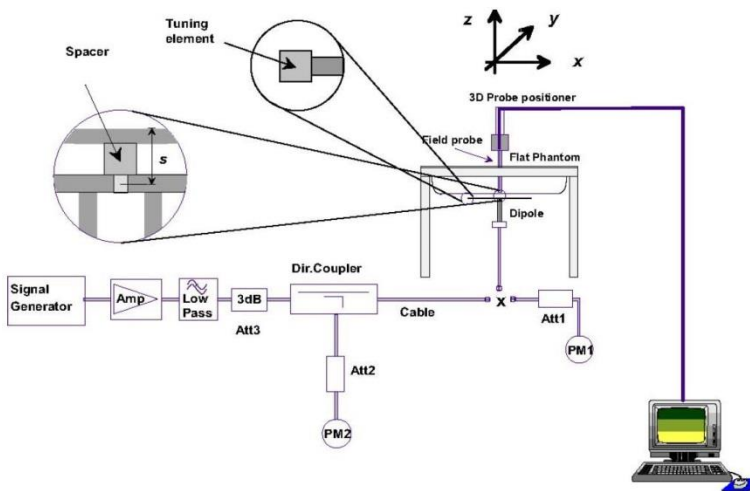 Tuning
element
Spacer
s
z
y
x
3D Probe positioner
Field probe
Flat Phantom
Dipole
Signal
Generator
Amp
Low
Pass
3dB
Att3
Dir.Coupler
Cable
x
Att1
PM1
Att2
PM2